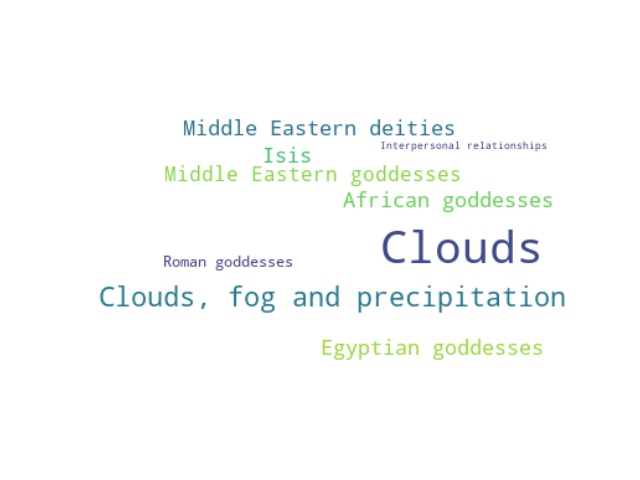 Middle Eastern deities
Interpersonal relationships
Isis
Middle Eastern goddesses
African goddesses
Clouds
Roman goddesses
Clouds, fog and precipitation
Egyptian goddesses